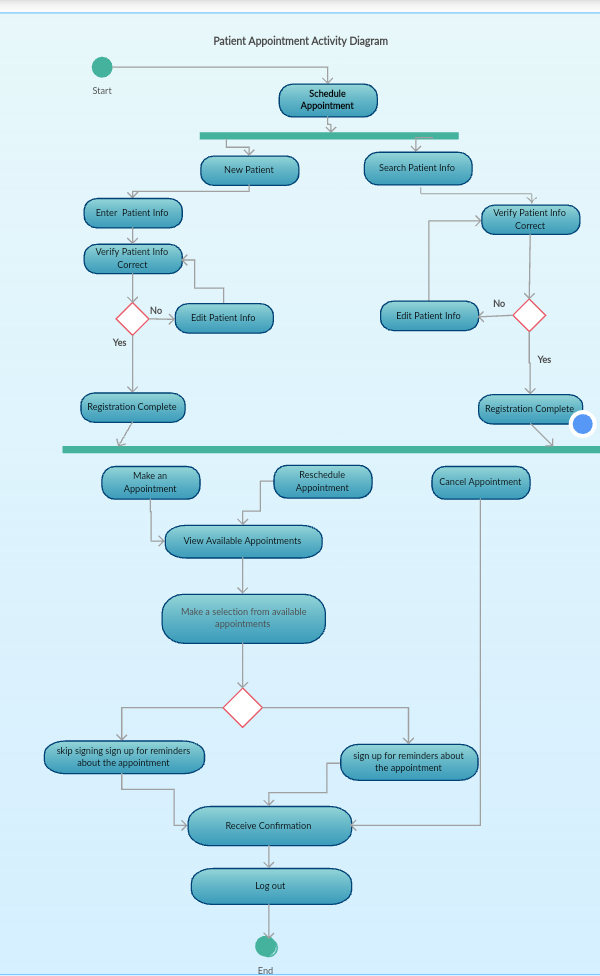 Patient Appointment Activity Diagram
Start
Schedule
Appointment
New Patient
Search Patient Info
Enter Patient Info
Verify Patient Info
Correct
Verify Patient Info
Correct
No
Edit Patient Info
Edit Patient Info
No
Yes
Yes
Registration Complete
Registration Complete
Make an
Appointment
Reschedule
Appointment
Cancel Appointment
View Available Appointments
Make a selection from available
appointments
skip signing sign up for reminders
about the appointment
sign up for reminders about
the appointment
Receive Confirmation
Log out
End